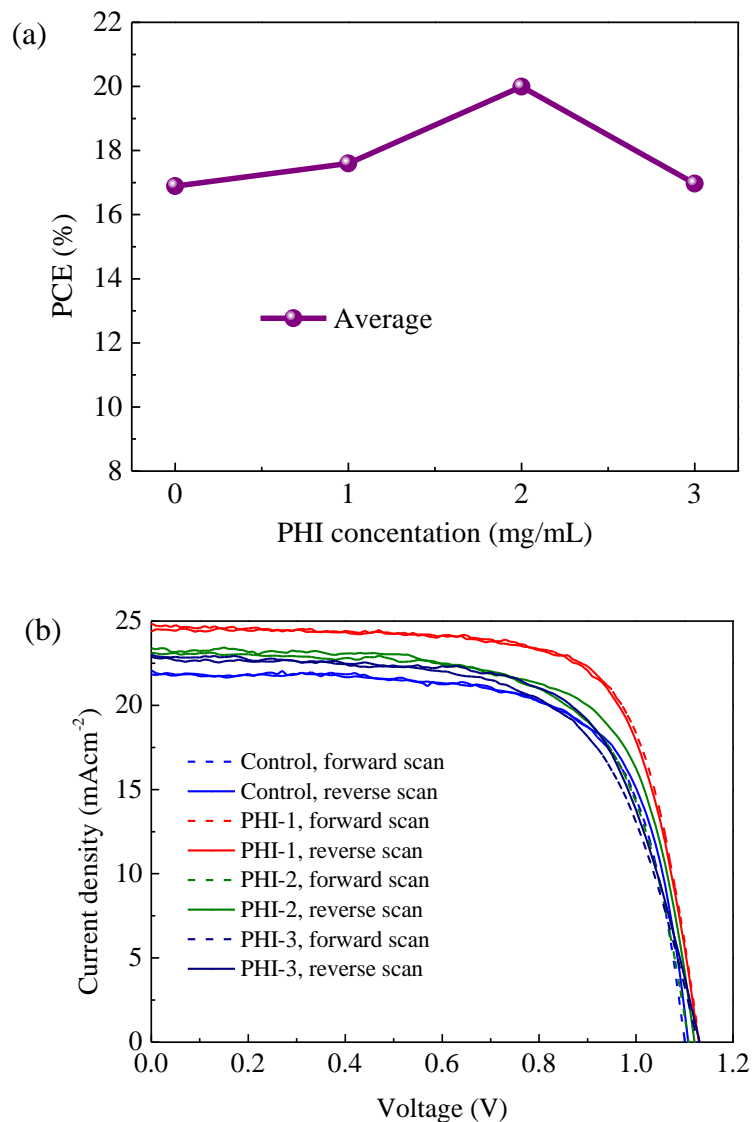 (a)
22
20
18
16
14
12
10
8
PCE (%)
Average
0 1 2 3
PHI concentation (mg/mL)
(b)
25
20
15
10
5
0
Current density (mAcm-2)
Control, forward scan
Control, reverse scan
PHI-1, forward scan
PHI-1, reverse scan
PHI-2, forward scan
PHI-2, reverse scan
PHI-3, forward scan
PHI-3, reverse scan
0.0 0.2 0.4 0.6 0.8 1.0 1.2
Voltage (V)